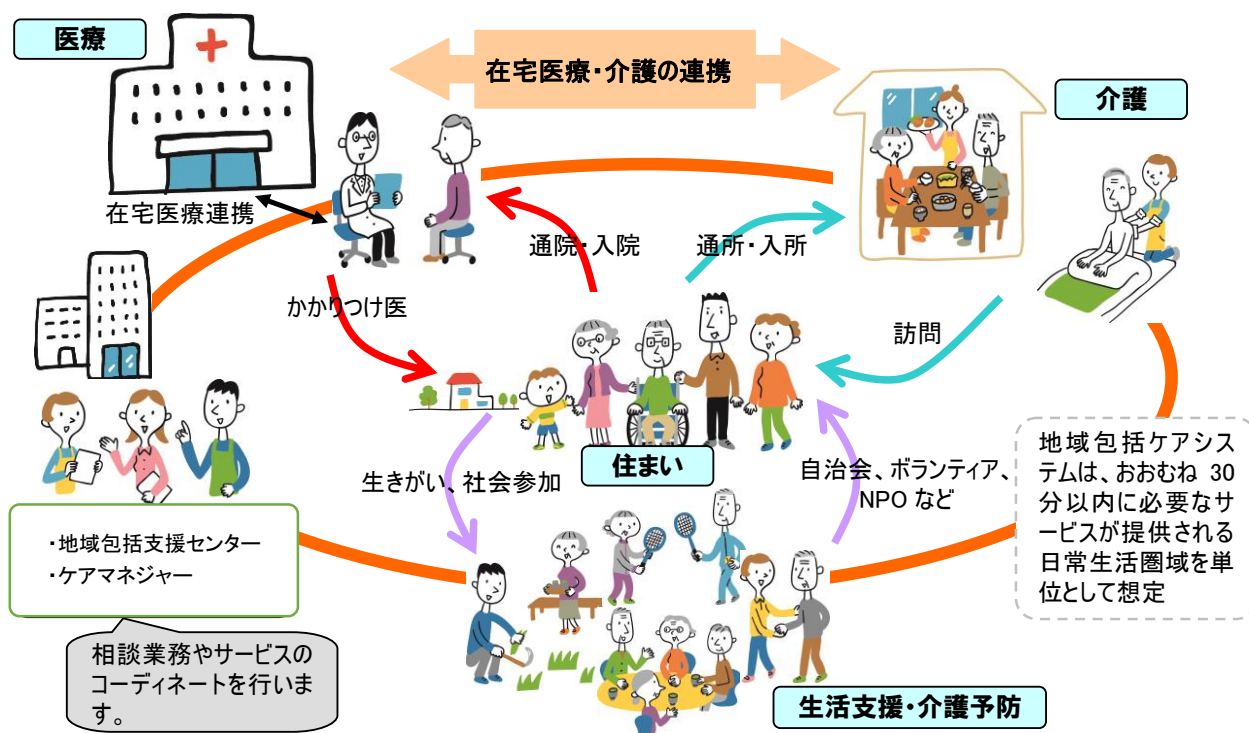 医療
在宅医療・介護の連携
介護
在宅医療連携
通院・入院
通所・入所
かかりつけ医
訪問
住まい
生きがい、社会参加
自治会、ボランティア、
NPO など
地域包括ケアシス
テムは、おおむね 30
分以内に必要なサ
ービスが提供される
日常生活圏域を単
位として想定
・地域包括支援センター
・ケアマネジャー
相談業務やサービスの
コーディネートを行いま
す。
生活支援・介護予防